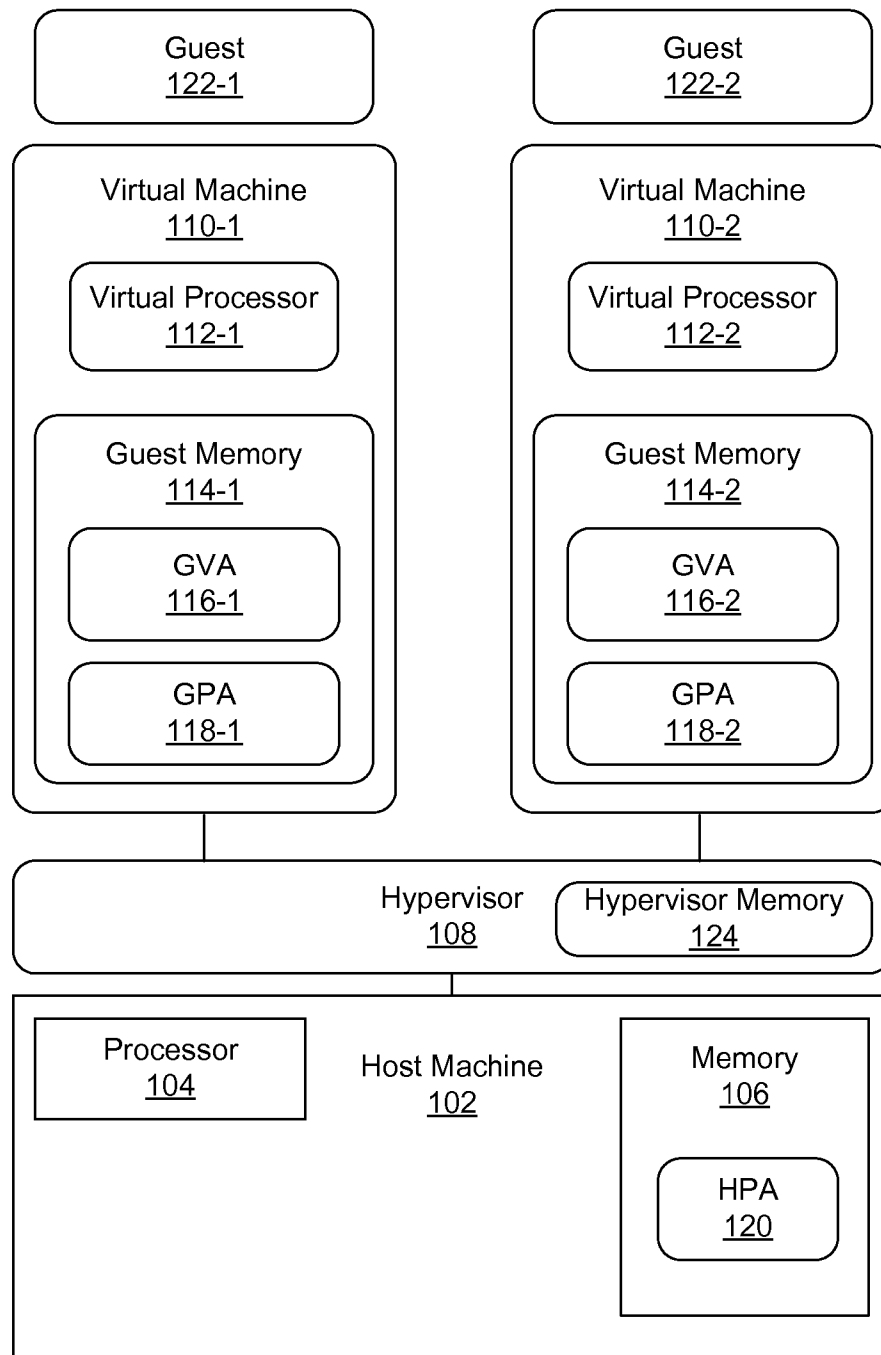 Guest
122-1
Guest
122-2
Virtual Machine
110-1
Virtual Processor
112-1
Guest Memory
114-1
GVA
116-1
GPA
118-1
Virtual Machine
110-2
Virtual Processor
112-2
Guest Memory
114-2
GVA
116-2
GPA
118-2
Hypervisor
108
Hypervisor Memory
124
Processor
104
Host Machine
102
Memory
106
HPA
120